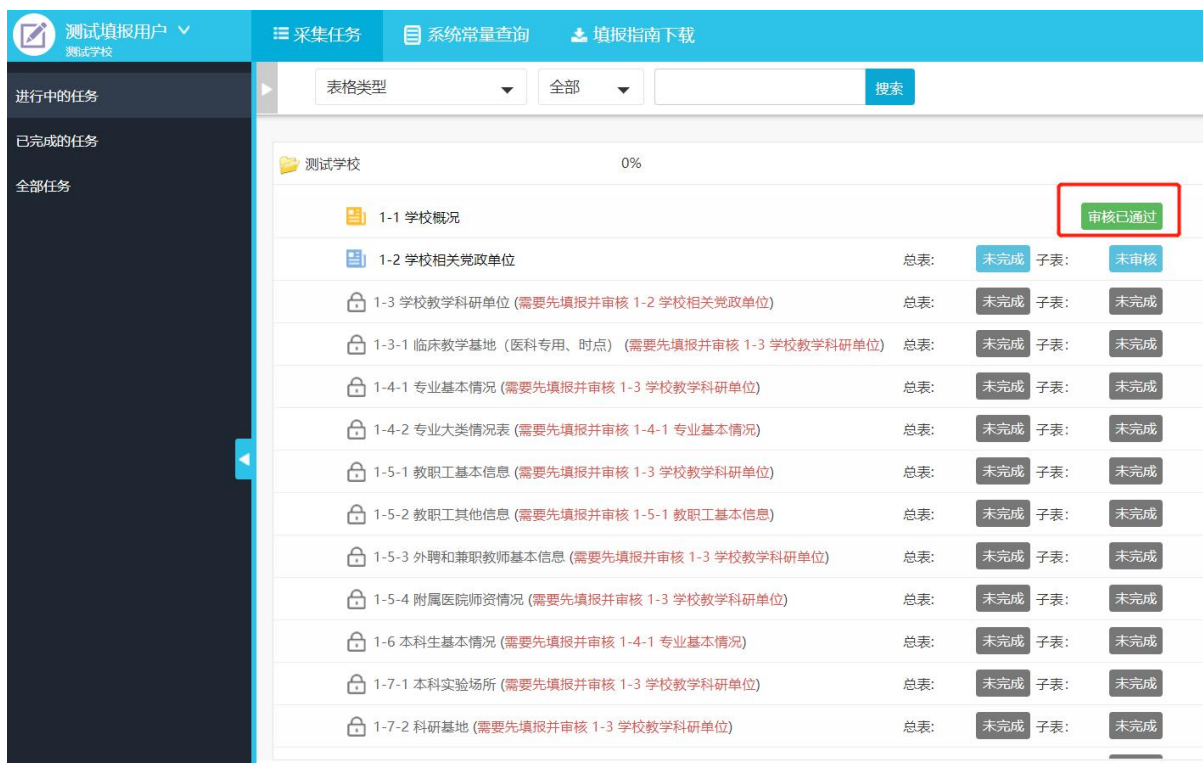 测试填报用户
测试学校
采集任务 系统常量查询 填报指南下载
进行中的任务
已完成的任务
全部任务
表格类型 全部 搜索
测试学校 0%
1-1 学校概况 审核已通过
1-2 学校相关党政单位 总表: 未完成 子表: 未审核
1-3 学校教学科研单位 (需要先填报并审核 1-2 学校相关党政单位) 总表: 未完成 子表: 未完成
1-3-1 临床教学基地（医科专用、时点） (需要先填报并审核 1-3 学校教学科研单位) 总表: 未完成 子表: 未完成
1-4-1 专业基本情况 (需要先填报并审核 1-3 学校教学科研单位) 总表: 未完成 子表: 未完成
1-4-2 专业大类情况表 (需要先填报并审核 1-4-1 专业基本情况) 总表: 未完成 子表: 未完成
1-5-1 教职工基本信息 (需要先填报并审核 1-3 学校教学科研单位) 总表: 未完成 子表: 未完成
1-5-2 教职工其他信息 (需要先填报并审核 1-5-1 教职工基本信息) 总表: 未完成 子表: 未完成
1-5-3 外聘和兼职教师基本信息 (需要先填报并审核 1-3 学校教学科研单位) 总表: 未完成 子表: 未完成
1-5-4 附属医院师资情况 (需要先填报并审核 1-3 学校教学科研单位) 总表: 未完成 子表: 未完成
1-6 本科生基本情况 (需要先填报并审核 1-4-1 专业基本情况) 总表: 未完成 子表: 未完成
1-7-1 本科实验场所 (需要先填报并审核 1-3 学校教学科研单位) 总表: 未完成 子表: 未完成
1-7-2 科研基地 (需要先填报并审核 1-3 学校教学科研单位) 总表: 未完成 子表: 未完成